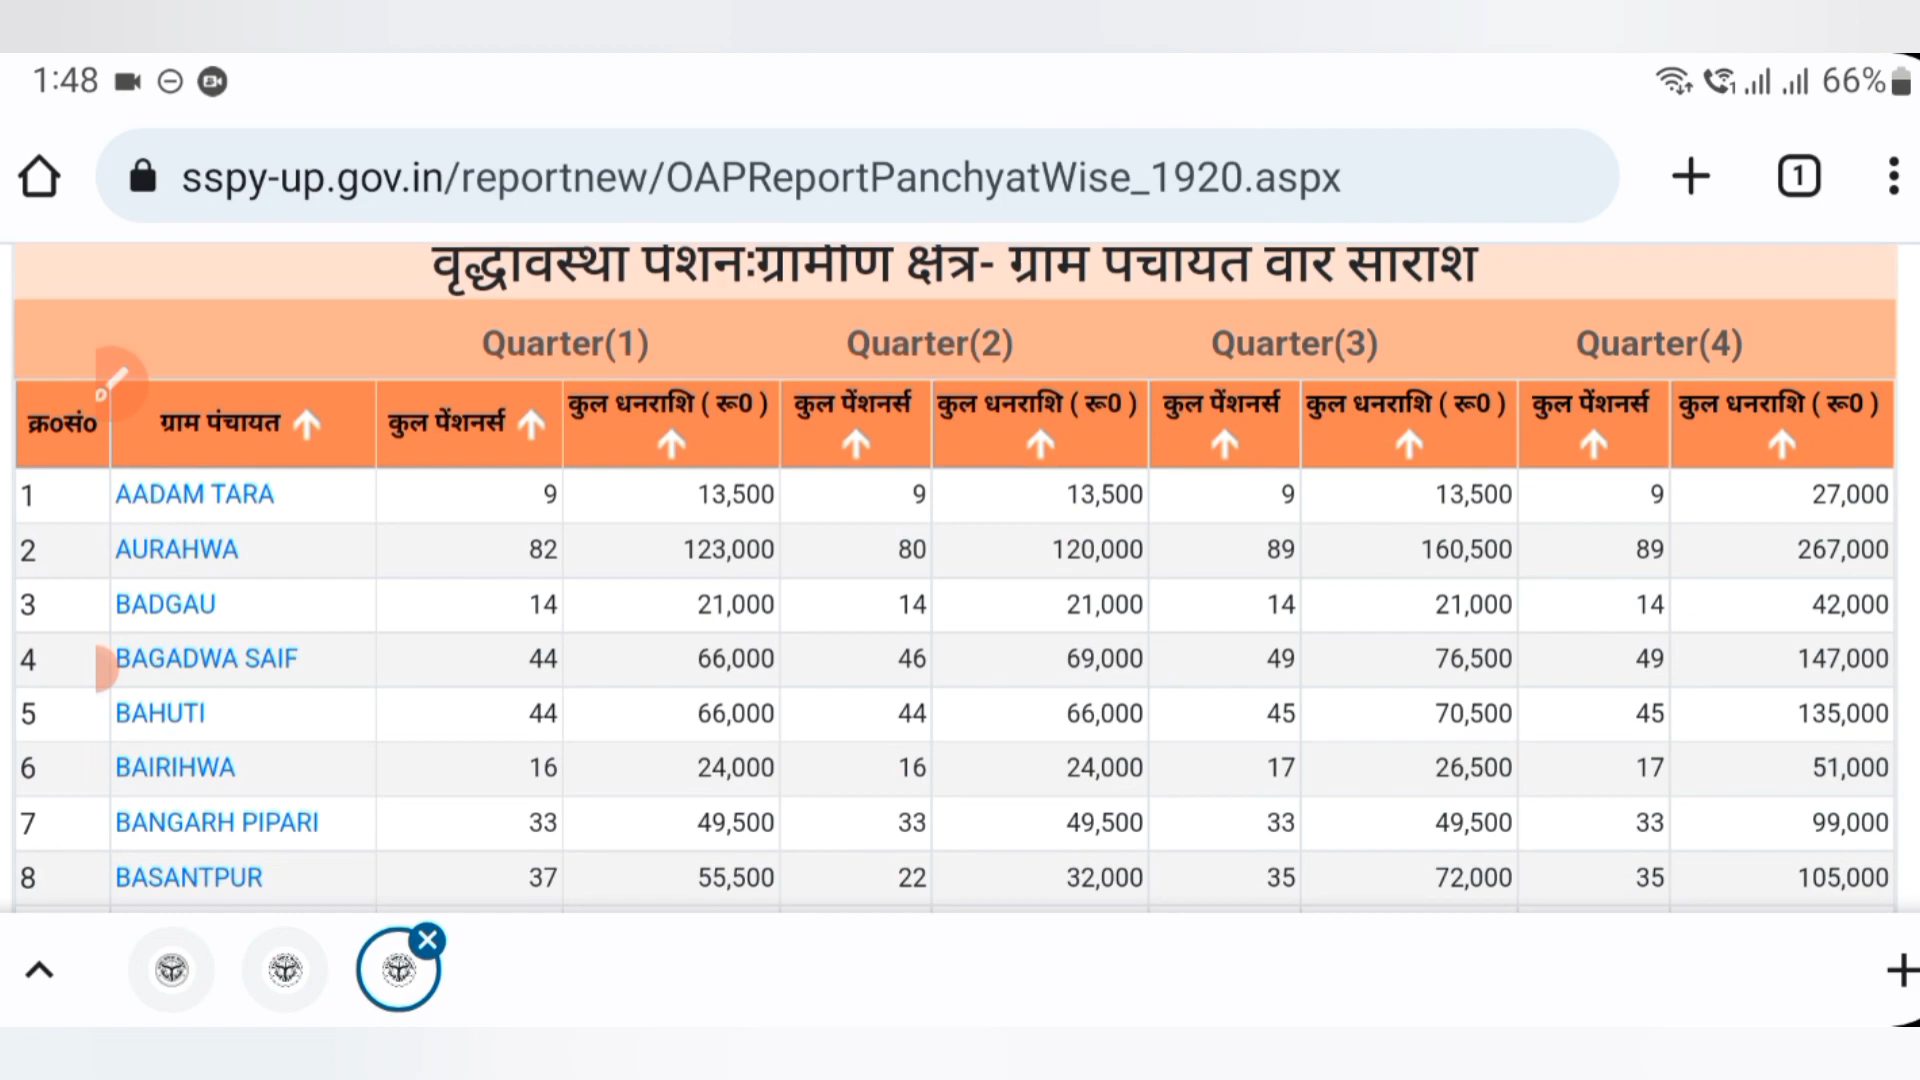 1:48 66%
sspy-up.gov.in/reportnew/OAPReportPanchyatWise_1920.aspx 1
वृद्धावस्था पेंशनःग्रामीण क्षेत्र- ग्राम पंचायत वार सारांश
Quarter(1) Quarter(2) Quarter(3) Quarter(4)
क्र0सं0 ग्राम पंचायत कुल पेंशनर्स कुल धनराशि ( रू0 ) कुल पेंशनर्स कुल धनराशि ( रू0 ) कुल पेंशनर्स कुल धनराशि ( रू0 ) कुल पेंशनर्स कुल धनराशि ( रू0 )
1 AADAM TARA 9 13,500 9 13,500 9 13,500 9 27,000
2 AURAHWA 82 123,000 80 120,000 89 160,500 89 267,000
3 BADGAU 14 21,000 14 21,000 14 21,000 14 42,000
4 BAGADWA SAIF 44 66,000 46 69,000 49 76,500 49 147,000
5 BAHUTI 44 66,000 44 66,000 45 70,500 45 135,000
6 BAIRIHWA 16 24,000 16 24,000 17 26,500 17 51,000
7 BANGARH PIPARI 33 49,500 33 49,500 33 49,500 33 99,000
8 BASANTPUR 37 55,500 22 32,000 35 72,000 35 105,000